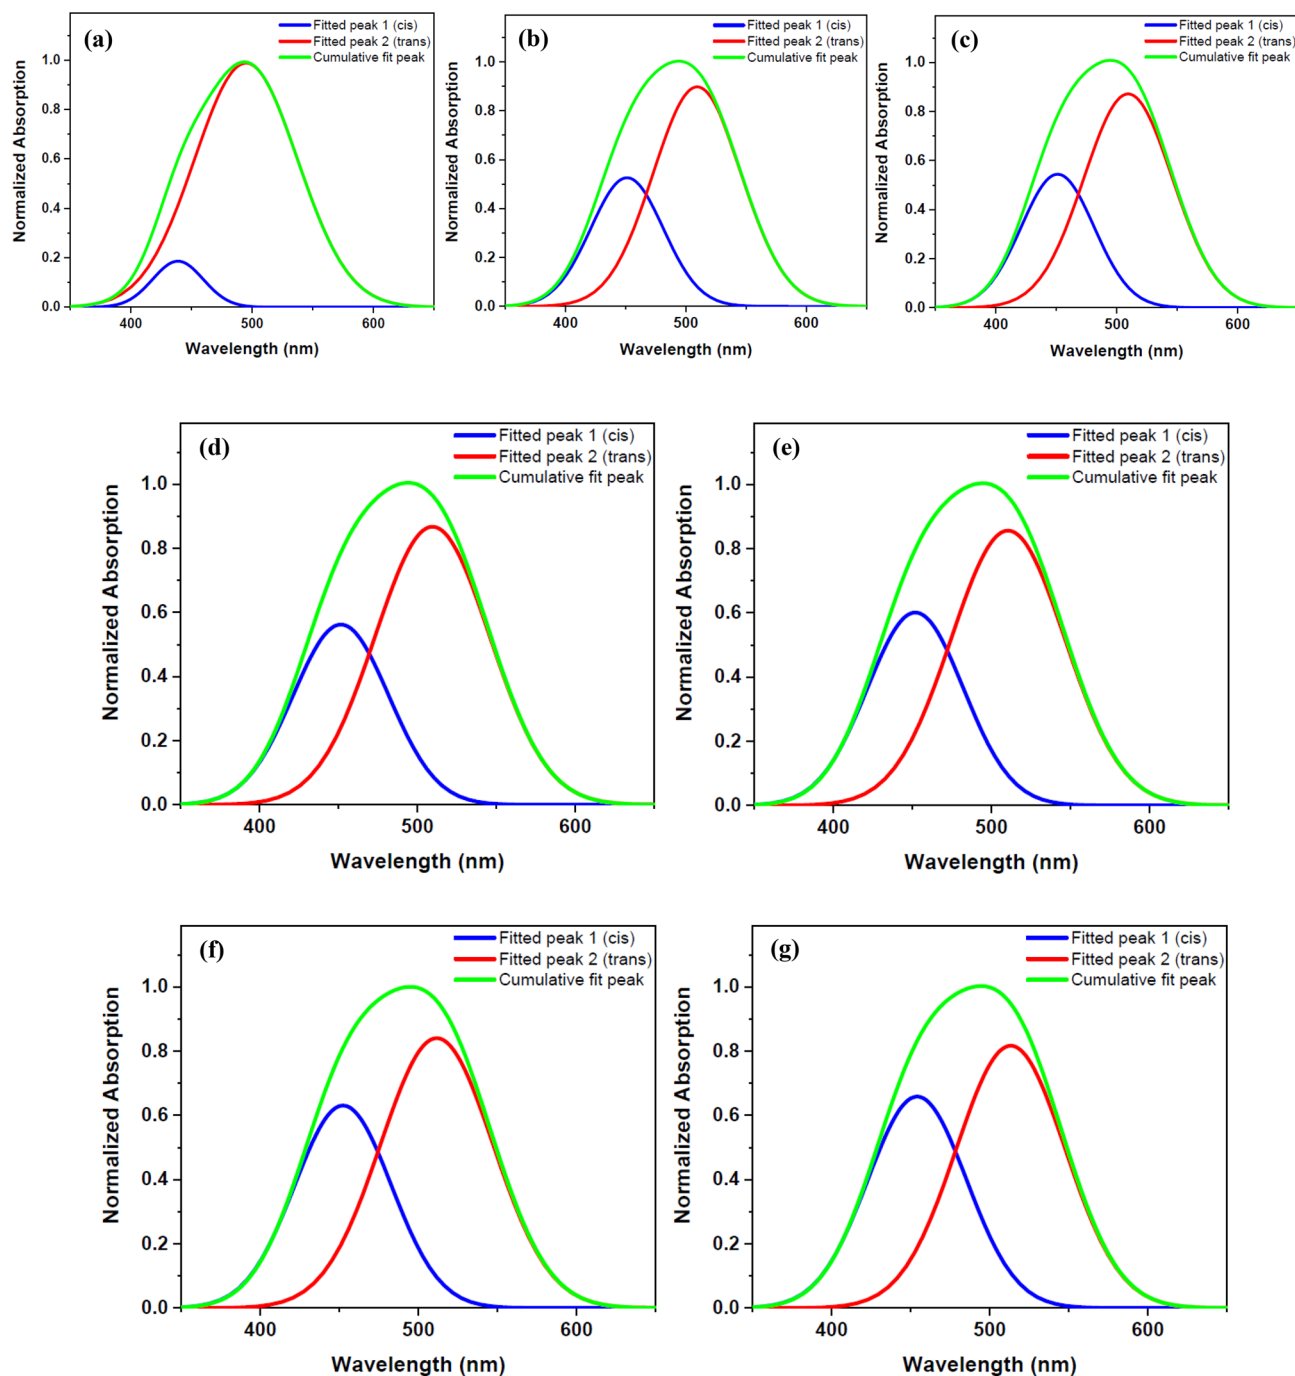 (a)
Fitted peak 1 (cis)
Fitted peak 2 (trans)
Cumulative fit peak
Normalized Absorption
1.0
0.8
0.6
0.4
0.2
0.0
400
500
600
Wavelength (nm)
(b)
Fitted peak 1 (cis)
Fitted peak 2 (trans)
Cumulative fit peak
Normalized Absorption
1.0
0.8
0.6
0.4
0.2
0.0
400
500
600
Wavelength (nm)
(c)
Fitted peak 1 (cis)
Fitted peak 2 (trans)
Cumulative fit peak
Normalized Absorption
1.0
0.8
0.6
0.4
0.2
0.0
400
500
600
Wavelength (nm)
(d)
Fitted peak 1 (cis)
Fitted peak 2 (trans)
Cumulative fit peak
Normalized Absorption
1.0
0.8
0.6
0.4
0.2
0.0
400
500
600
Wavelength (nm)
(e)
Fitted peak 1 (cis)
Fitted peak 2 (trans)
Cumulative fit peak
Normalized Absorption
1.0
0.8
0.6
0.4
0.2
0.0
400
500
600
Wavelength (nm)
(f)
Fitted peak 1 (cis)
Fitted peak 2 (trans)
Cumulative fit peak
Normalized Absorption
1.0
0.8
0.6
0.4
0.2
0.0
400
500
600
Wavelength (nm)
(g)
Fitted peak 1 (cis)
Fitted peak 2 (trans)
Cumulative fit peak
Normalized Absorption
1.0
0.8
0.6
0.4
0.2
0.0
400
500
600
Wavelength (nm)